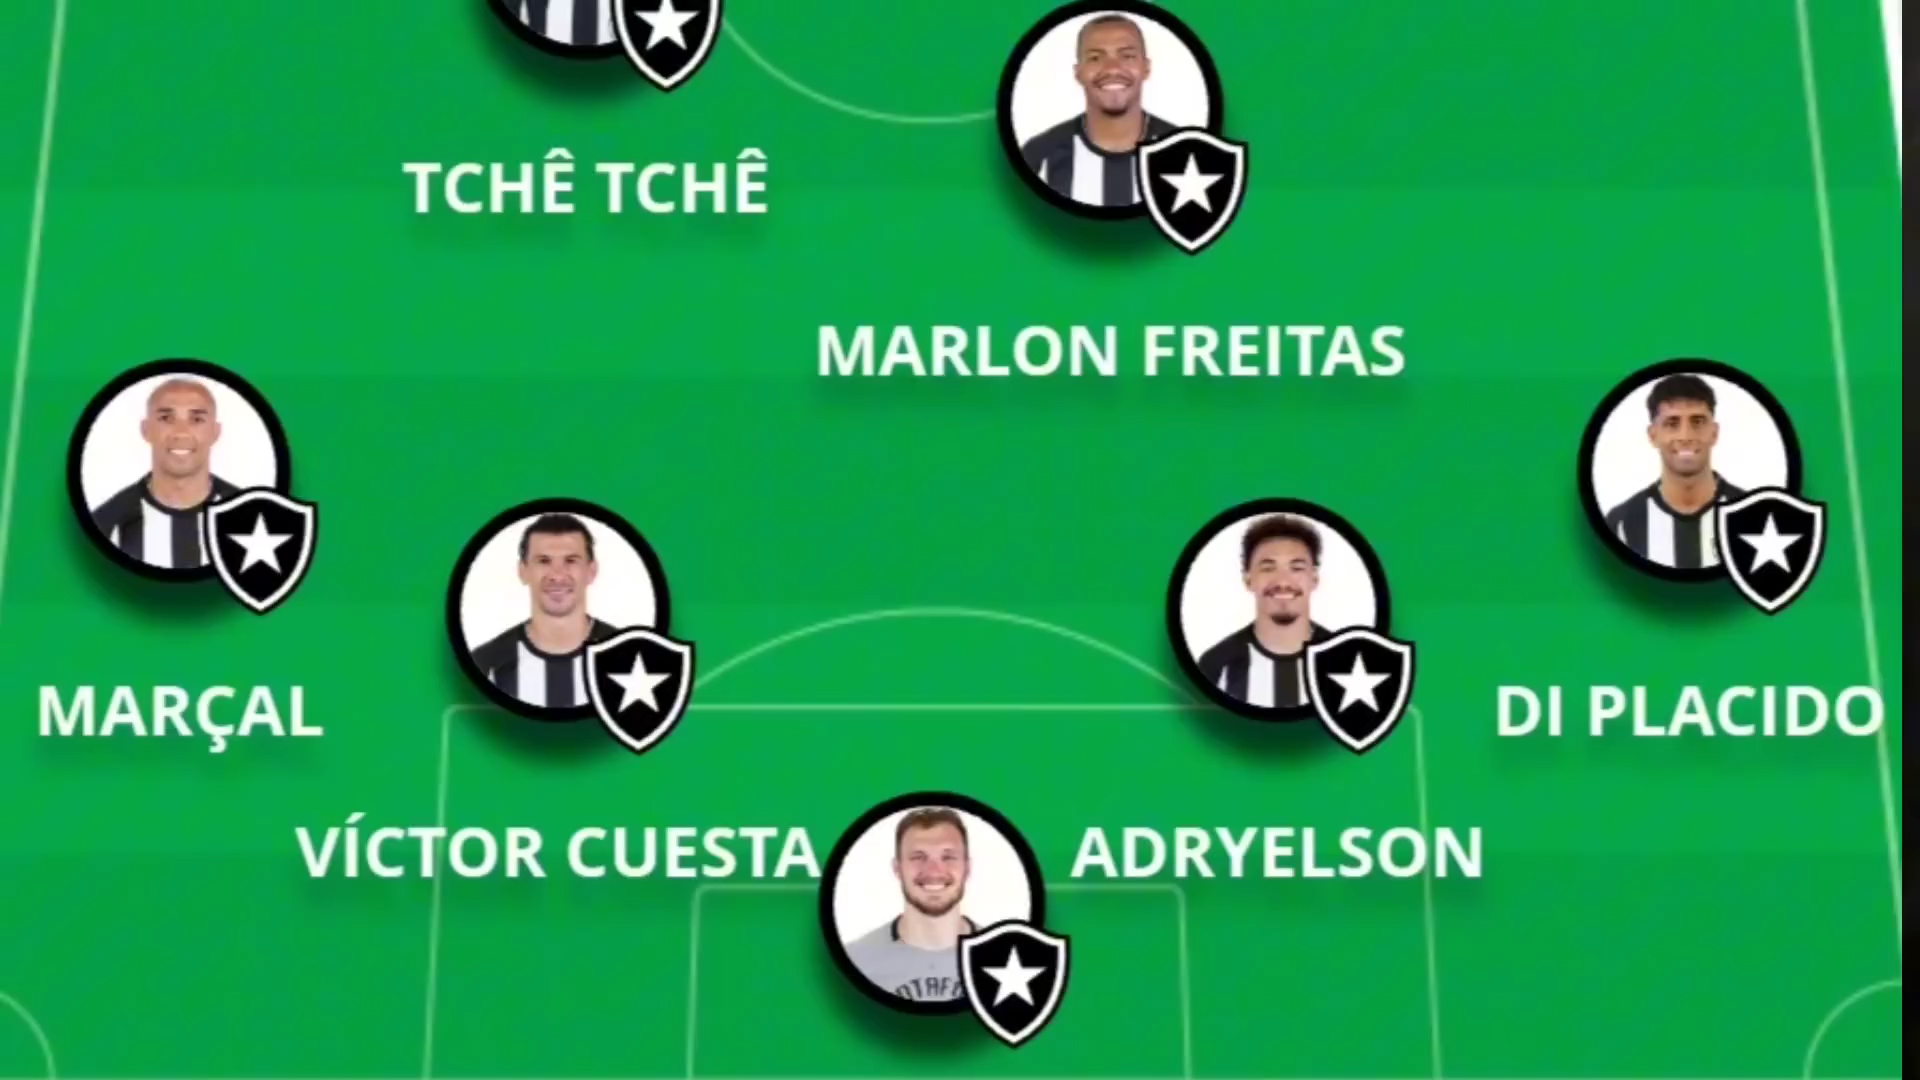 TCHÊ TCHÊ
MARLON FREITAS
MARÇAL
DI PLACIDO
VÍCTOR CUESTA
ADRYELSON